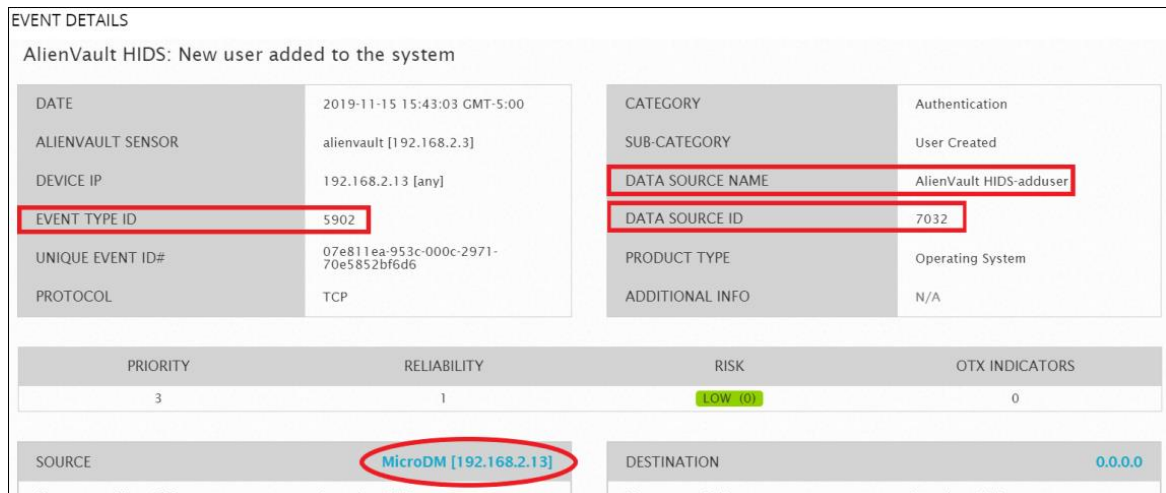 EVENT DETAILS
AlienVault HIDS: New user added to the system
DATE 2019-11-15 15:43:03 GMT-5:00
ALIENVAULT SENSOR alienvault [192.168.2.3]
DEVICE IP 192.168.2.13 [any]
EVENT TYPE ID 5902
UNIQUE EVENT ID# 07e811ea-953c-000c-2971-
70e5852bf6d6
PROTOCOL TCP
CATEGORY Authentication
SUB-CATEGORY User Created
DATA SOURCE NAME AlienVault HIDS-adduser
DATA SOURCE ID 7032
PRODUCT TYPE Operating System
ADDITIONAL INFO N/A
PRIORITY RELIABILITY RISK OTX INDICATORS
3 1 LOW (0) 0
SOURCE MicroDM [192.168.2.13]
DESTINATION 0.0.0.0